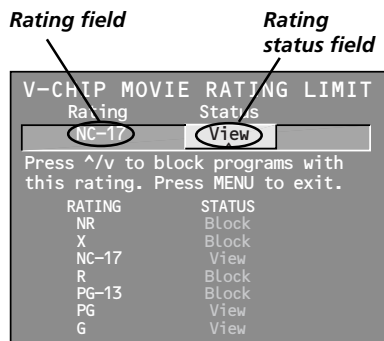 Rating field
Rating
status field
V-CHIP MOVIE RATING LIMIT
Rating Status
NC-17 View
Press ^/v to block programs with
this rating. Press MENU to exit.
RATING STATUS
NR Block
X Block
NC-17 View
R Block
PG-13 Block
PG View
G View